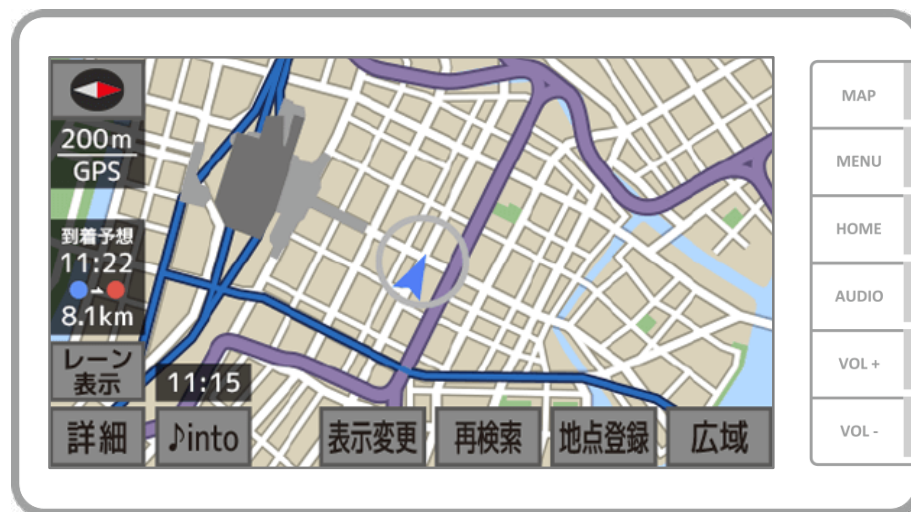 200m
GPS
到着予想
11:22
8.1km
レーン
表示
11:15
詳細
♪into
表示変更
再検索
地点登録
広域
MAP
MENU
HOME
AUDIO
VOL +
VOL -